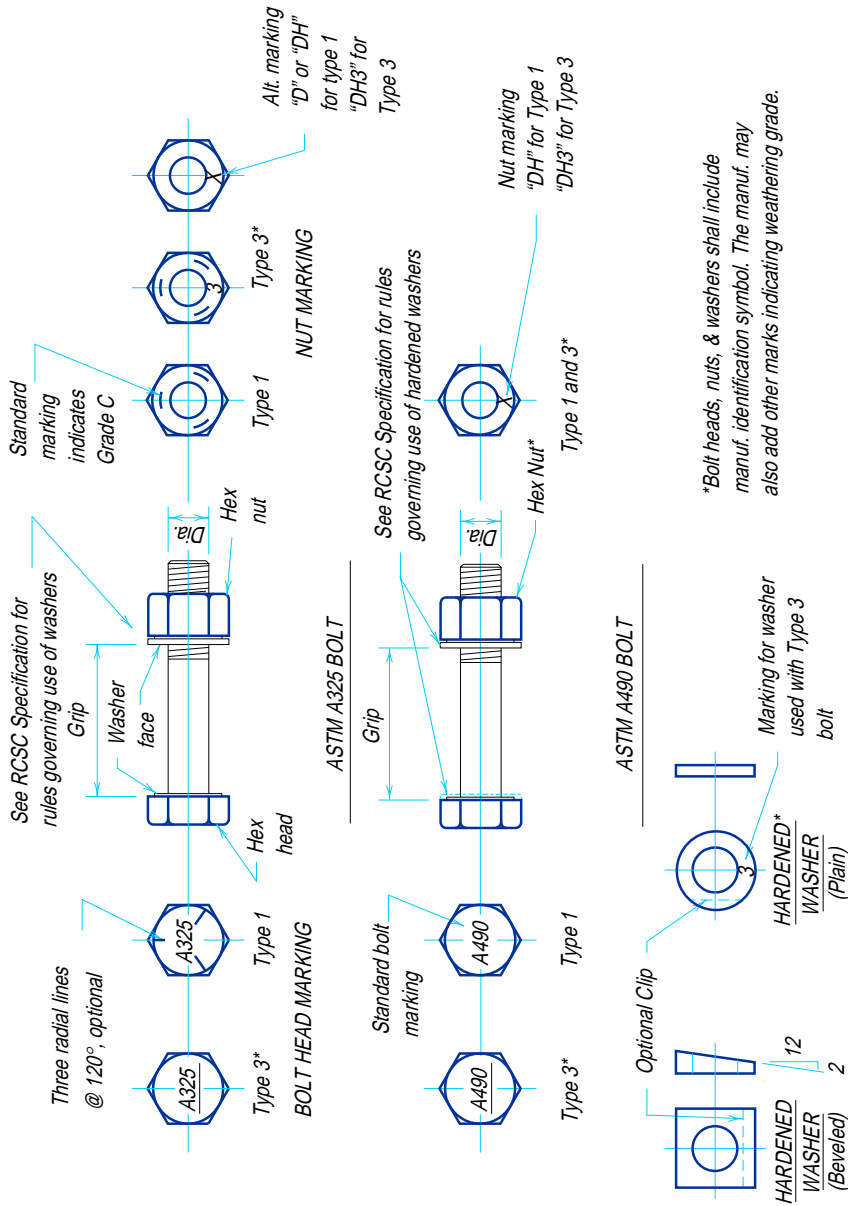 Three radial lines
@ 120°, optional
A325
Type 3*
A325
Type 1
BOLT HEAD MARKING
See RCSC Specification for
rules governing use of washers
Grip
Washer
face
Hex
head
Dia.
Hex
nut
ASTM A325 BOLT
Standard
marking
indicates
Grade C
Type 1
3
Type 3*
NUT MARKING
X
Alt. marking
"D" or "DH"
for type 1
"DH3" for
Type 3
Standard bolt
marking
A490
Type 3*
A490
Type 1
Grip
See RCSC Specification for rules
governing use of hardened washers
Dia.
Hex Nut*
ASTM A490 BOLT
X
Type 1 and 3*
Nut marking
"DH" for Type 1
"DH3" for Type 3
Optional Clip
12
2
HARDENED
WASHER
(Beveled)
3
HARDENED*
WASHER
(Plain)
Marking for washer
used with Type 3
bolt
*Bolt heads, nuts, & washers shall include
manuf. identification symbol. The manuf. may
also add other marks indicating weathering grade.